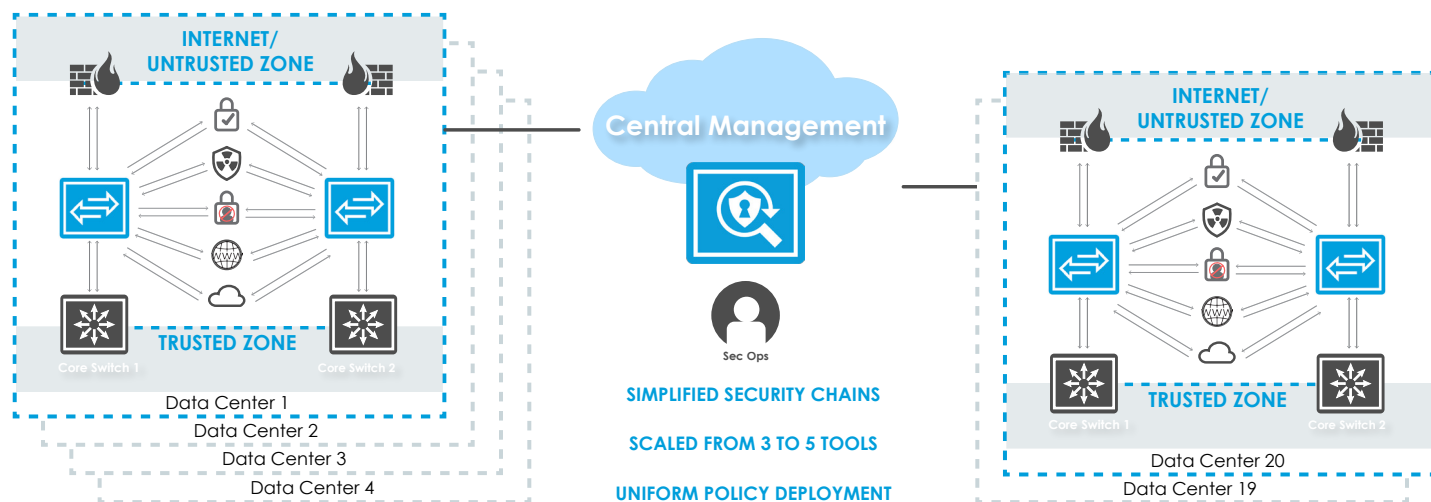 INTERNET/
UNTRUSTED ZONE
TRUSTED ZONE
Core Switch 1
Core Switch 2
Data Center 1
Data Center 2
Data Center 3
Data Center 4
Central Management
Sec Ops
SIMPLIFIED SECURITY CHAINS
SCALED FROM 3 TO 5 TOOLS
UNIFORM POLICY DEPLOYMENT
INTERNET/
UNTRUSTED ZONE
TRUSTED ZONE
Core Switch 1
Core Switch 2
Data Center 20
Data Center 19